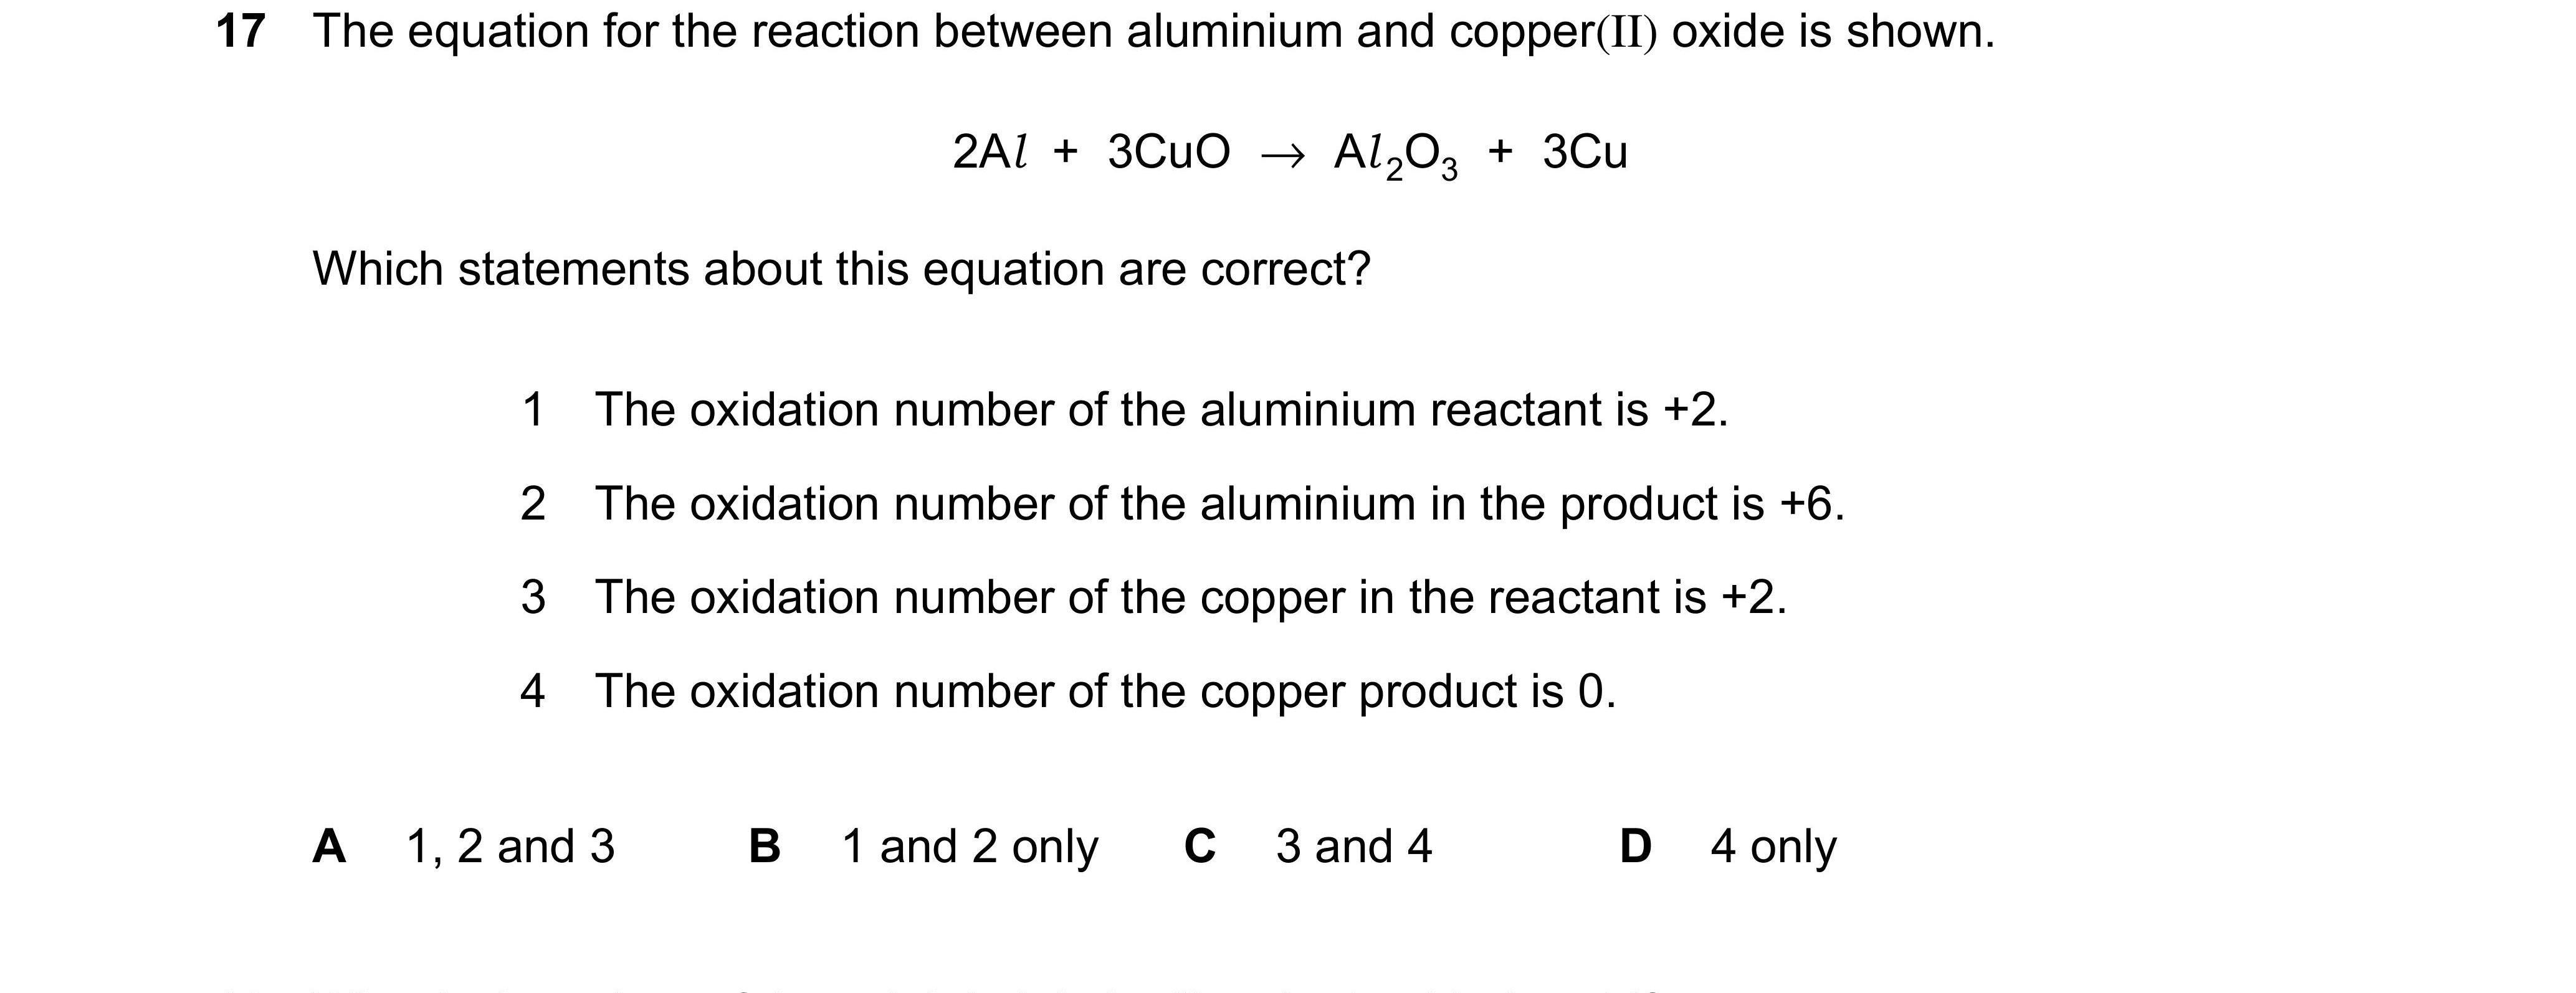 17 The equation for the reaction between aluminium and copper(II) oxide is shown.
2Al + 3CuO → Al₂O₃ + 3Cu
Which statements about this equation are correct?
1 The oxidation number of the aluminium reactant is +2.
2 The oxidation number of the aluminium in the product is +6.
3 The oxidation number of the copper in the reactant is +2.
4 The oxidation number of the copper product is 0.
A 1, 2 and 3 B 1 and 2 only C 3 and 4 D 4 only